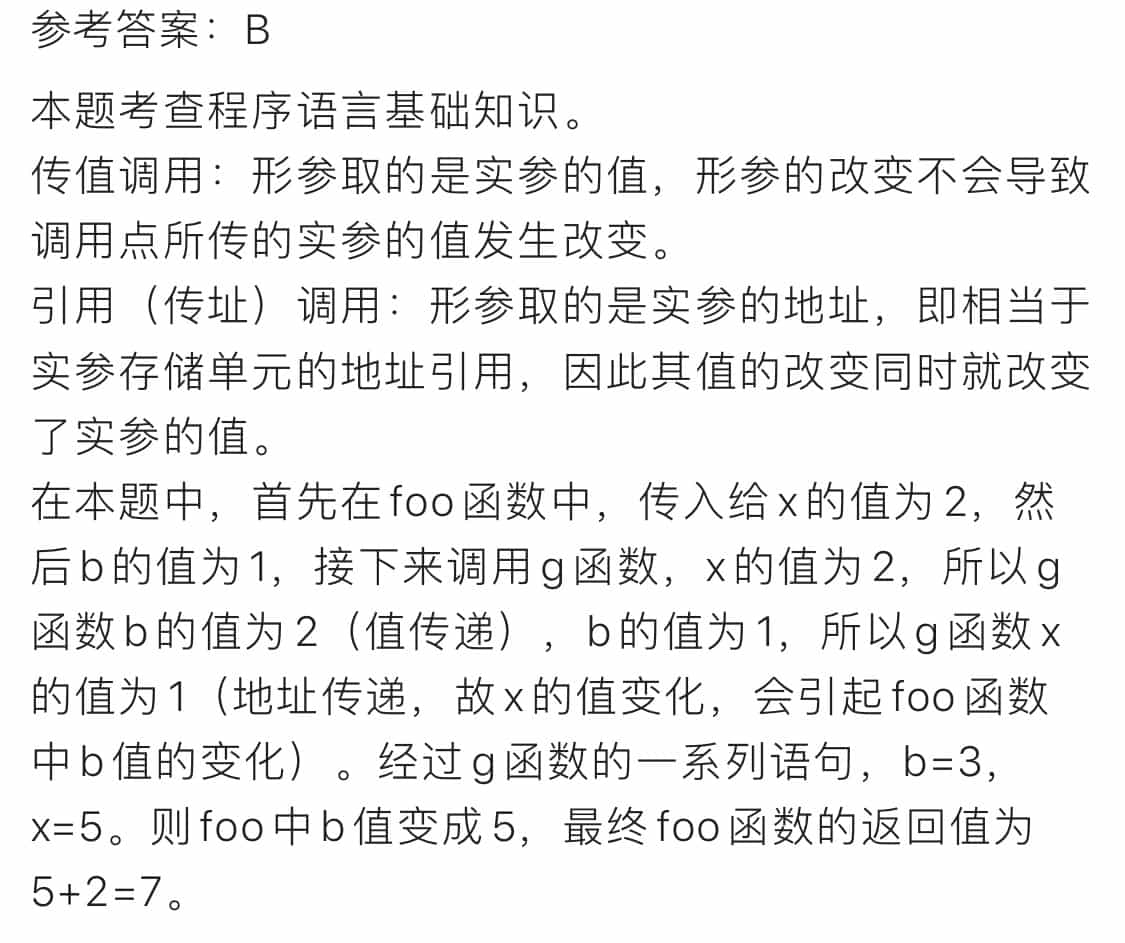 参考答案：B
本题考查程序语言基础知识。
传值调用：形参取的是实参的值，形参的改变不会导致
调用点所传的实参的值发生改变。
引用（传址）调用：形参取的是实参的地址，即相当于
实参存储单元的地址引用，因此其值的改变同时就改变
了实参的值。
在本题中，首先在foo函数中，传入给x的值为2，然
后b的值为1，接下来调用g函数，x的值为2，所以g
函数b的值为2（值传递），b的值为1，所以g函数x
的值为1（地址传递，故x的值变化，会引起foo函数
中b值的变化）。经过g函数的一系列语句，b=3，
x=5。则foo中b值变成5，最终foo函数的返回值为
5+2=7。